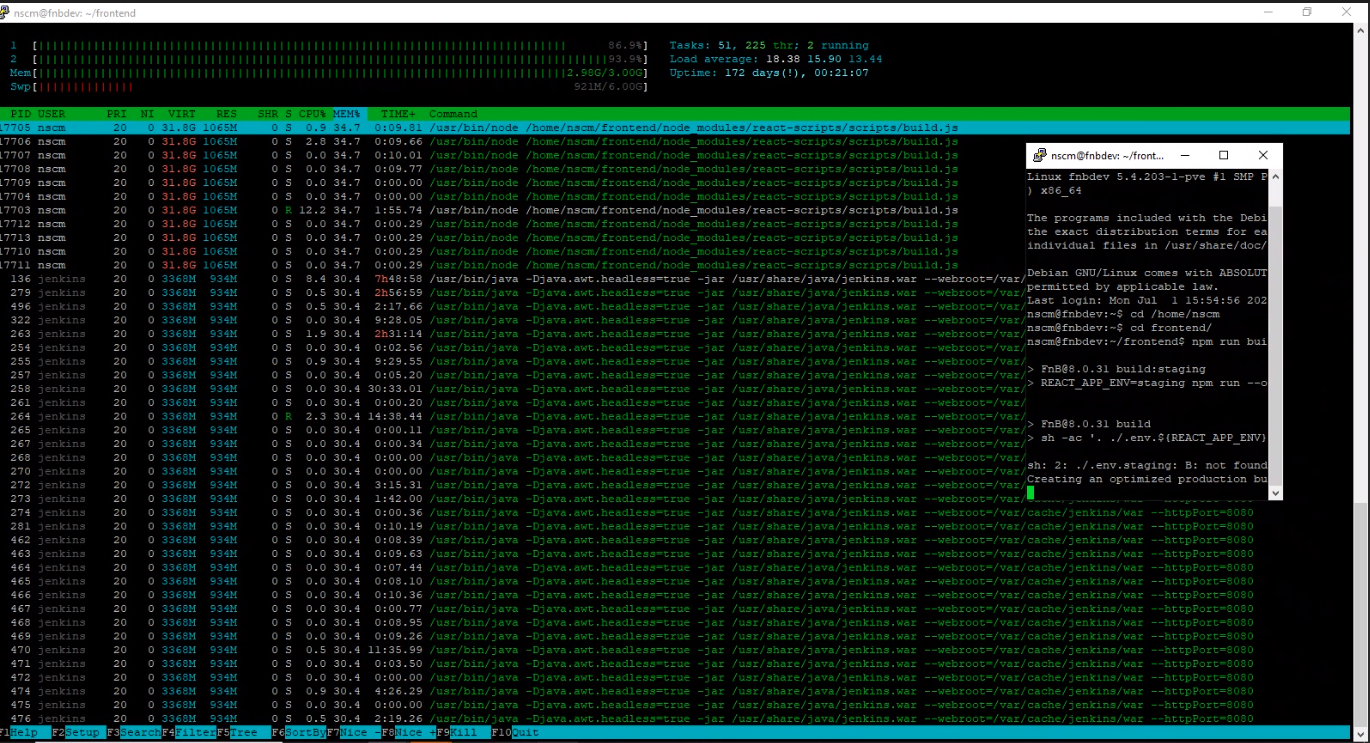 nscm@fnbdev: ~/frontend
1 [ 86.9%] Tasks: 51, 225 thr; 2 running
2 [ 93.9%] Load average: 18.38 15.90 13.44
Mem[ 2.98G/3.00G] Uptime: 172 days(!), 00:21:07
Swp[ 921M/6.00G]
PID USER PRI NI VIRT RES SHR S CPU% MEM% TIME+ Command
17705 nscm 20 0 31.8G 1065M 0 S 0.9 34.7 0:09.81 /usr/bin/node /home/nscm/frontend/node_modules/react-scripts/scripts/build.js
17706 nscm 20 0 31.8G 1065M 0 S 2.8 34.7 0:09.66 /usr/bin/node /home/nscm/frontend/node_modules/react-scripts/scripts/build.js
17707 nscm 20 0 31.8G 1065M 0 S 0.0 34.7 0:10.01 /usr/bin/node /home/nscm/frontend/node_modules/react-scripts/scripts/build.js
17708 nscm 20 0 31.8G 1065M 0 S 0.0 34.7 0:09.77 /usr/bin/node /home/nscm/frontend/node_modules/react-scripts/scripts/build.js
17709 nscm 20 0 31.8G 1065M 0 S 0.0 34.7 0:00.00 /usr/bin/node /home/nscm/frontend/node_modules/react-scripts/scripts/build.js
17704 nscm 20 0 31.8G 1065M 0 S 0.0 34.7 0:00.00 /usr/bin/node /home/nscm/frontend/node_modules/react-scripts/scripts/build.js
17703 nscm 20 0 31.8G 1065M 0 R 12.2 34.7 1:55.74 /usr/bin/node /home/nscm/frontend/node_modules/react-scripts/scripts/build.js
17712 nscm 20 0 31.8G 1065M 0 S 0.0 34.7 0:00.29 /usr/bin/node /home/nscm/frontend/node_modules/react-scripts/scripts/build.js
17713 nscm 20 0 31.8G 1065M 0 S 0.0 34.7 0:00.29 /usr/bin/node /home/nscm/frontend/node_modules/react-scripts/scripts/build.js
17710 nscm 20 0 31.8G 1065M 0 S 0.0 34.7 0:00.29 /usr/bin/node /home/nscm/frontend/node_modules/react-scripts/scripts/build.js
17711 nscm 20 0 31.8G 1065M 0 S 0.0 34.7 0:00.29 /usr/bin/node /home/nscm/frontend/node_modules/react-scripts/scripts/build.js
136 jenkins 20 0 3368M 934M 0 S 8.4 30.4 7h48:58 /usr/bin/java -Djava.awt.headless=true -jar /usr/share/java/jenkins.war --webroot=/var/
279 jenkins 20 0 3368M 934M 0 S 0.5 30.4 2h56:59 /usr/bin/java -Djava.awt.headless=true -jar /usr/share/java/jenkins.war --webroot=/var/
496 jenkins 20 0 3368M 934M 0 S 0.5 30.4 2:17.66 /usr/bin/java -Djava.awt.headless=true -jar /usr/share/java/jenkins.war --webroot=/var/
322 jenkins 20 0 3368M 934M 0 S 0.0 30.4 9:28.05 /usr/bin/java -Djava.awt.headless=true -jar /usr/share/java/jenkins.war --webroot=/var/
263 jenkins 20 0 3368M 934M 0 S 1.9 30.4 2h31:14 /usr/bin/java -Djava.awt.headless=true -jar /usr/share/java/jenkins.war --webroot=/var/
254 jenkins 20 0 3368M 934M 0 S 0.0 30.4 0:02.56 /usr/bin/java -Djava.awt.headless=true -jar /usr/share/java/jenkins.war --webroot=/var/
255 jenkins 20 0 3368M 934M 0 S 0.9 30.4 9:29.55 /usr/bin/java -Djava.awt.headless=true -jar /usr/share/java/jenkins.war --webroot=/var/
257 jenkins 20 0 3368M 934M 0 S 0.0 30.4 0:05.20 /usr/bin/java -Djava.awt.headless=true -jar /usr/share/java/jenkins.war --webroot=/var/
258 jenkins 20 0 3368M 934M 0 S 0.0 30.4 30:33.01 /usr/bin/java -Djava.awt.headless=true -jar /usr/share/java/jenkins.war --webroot=/var/
261 jenkins 20 0 3368M 934M 0 S 0.0 30.4 0:00.20 /usr/bin/java -Djava.awt.headless=true -jar /usr/share/java/jenkins.war --webroot=/var/
264 jenkins 20 0 3368M 934M 0 R 2.3 30.4 14:38.44 /usr/bin/java -Djava.awt.headless=true -jar /usr/share/java/jenkins.war --webroot=/var/
265 jenkins 20 0 3368M 934M 0 S 0.0 30.4 0:00.11 /usr/bin/java -Djava.awt.headless=true -jar /usr/share/java/jenkins.war --webroot=/var/
266 jenkins 20 0 3368M 934M 0 S 0.0 30.4 0:00.34 /usr/bin/java -Djava.awt.headless=true -jar /usr/share/java/jenkins.war --webroot=/var/
268 jenkins 20 0 3368M 934M 0 S 0.0 30.4 0:00.00 /usr/bin/java -Djava.awt.headless=true -jar /usr/share/java/jenkins.war --webroot=/var/
270 jenkins 20 0 3368M 934M 0 S 0.0 30.4 0:00.00 /usr/bin/java -Djava.awt.headless=true -jar /usr/share/java/jenkins.war --webroot=/var/
272 jenkins 20 0 3368M 934M 0 S 0.0 30.4 3:15.31 /usr/bin/java -Djava.awt.headless=true -jar /usr/share/java/jenkins.war --webroot=/var/
273 jenkins 20 0 3368M 934M 0 S 0.0 30.4 1:42.00 /usr/bin/java -Djava.awt.headless=true -jar /usr/share/java/jenkins.war --webroot=/var/
274 jenkins 20 0 3368M 934M 0 S 0.0 30.4 0:00.36 /usr/bin/java -Djava.awt.headless=true -jar /usr/share/java/jenkins.war --webroot=/var/cache/jenkins/war --httpPort=8080
281 jenkins 20 0 3368M 934M 0 S 0.0 30.4 0:10.19 /usr/bin/java -Djava.awt.headless=true -jar /usr/share/java/jenkins.war --webroot=/var/cache/jenkins/war --httpPort=8080
462 jenkins 20 0 3368M 934M 0 S 0.0 30.4 0:08.39 /usr/bin/java -Djava.awt.headless=true -jar /usr/share/java/jenkins.war --webroot=/var/cache/jenkins/war --httpPort=8080
463 jenkins 20 0 3368M 934M 0 S 0.0 30.4 0:09.63 /usr/bin/java -Djava.awt.headless=true -jar /usr/share/java/jenkins.war --webroot=/var/cache/jenkins/war --httpPort=8080
464 jenkins 20 0 3368M 934M 0 S 0.0 30.4 0:07.44 /usr/bin/java -Djava.awt.headless=true -jar /usr/share/java/jenkins.war --webroot=/var/cache/jenkins/war --httpPort=8080
465 jenkins 20 0 3368M 934M 0 S 0.0 30.4 0:08.10 /usr/bin/java -Djava.awt.headless=true -jar /usr/share/java/jenkins.war --webroot=/var/cache/jenkins/war --httpPort=8080
466 jenkins 20 0 3368M 934M 0 S 0.0 30.4 0:10.36 /usr/bin/java -Djava.awt.headless=true -jar /usr/share/java/jenkins.war --webroot=/var/cache/jenkins/war --httpPort=8080
467 jenkins 20 0 3368M 934M 0 S 0.0 30.4 0:00.77 /usr/bin/java -Djava.awt.headless=true -jar /usr/share/java/jenkins.war --webroot=/var/cache/jenkins/war --httpPort=8080
468 jenkins 20 0 3368M 934M 0 S 0.0 30.4 0:08.95 /usr/bin/java -Djava.awt.headless=true -jar /usr/share/java/jenkins.war --webroot=/var/cache/jenkins/war --httpPort=8080
469 jenkins 20 0 3368M 934M 0 S 0.0 30.4 0:09.26 /usr/bin/java -Djava.awt.headless=true -jar /usr/share/java/jenkins.war --webroot=/var/cache/jenkins/war --httpPort=8080
470 jenkins 20 0 3368M 934M 0 S 0.5 30.4 11:35.99 /usr/bin/java -Djava.awt.headless=true -jar /usr/share/java/jenkins.war --webroot=/var/cache/jenkins/war --httpPort=8080
471 jenkins 20 0 3368M 934M 0 S 0.0 30.4 0:03.50 /usr/bin/java -Djava.awt.headless=true -jar /usr/share/java/jenkins.war --webroot=/var/cache/jenkins/war --httpPort=8080
472 jenkins 20 0 3368M 934M 0 S 0.0 30.4 0:00.00 /usr/bin/java -Djava.awt.headless=true -jar /usr/share/java/jenkins.war --webroot=/var/cache/jenkins/war --httpPort=8080
474 jenkins 20 0 3368M 934M 0 S 0.9 30.4 4:26.29 /usr/bin/java -Djava.awt.headless=true -jar /usr/share/java/jenkins.war --webroot=/var/cache/jenkins/war --httpPort=8080
475 jenkins 20 0 3368M 934M 0 S 0.0 30.4 0:00.00 /usr/bin/java -Djava.awt.headless=true -jar /usr/share/java/jenkins.war --webroot=/var/cache/jenkins/war --httpPort=8080
476 jenkins 20 0 3368M 934M 0 S 0.5 30.4 2:19.26 /usr/bin/java -Djava.awt.headless=true -jar /usr/share/java/jenkins.war --webroot=/var/cache/jenkins/war --httpPort=8080
F1Help F2Setup F3SearchF4FilterF5Tree F6SortByF7Nice -F8Nice +F9Kill F10Quit
nscm@fnbdev: ~/front...
Linux fnbdev 5.4.203-1-pve #1 SMP P
) x86_64
The programs included with the Debi
the exact distribution terms for ea
individual files in /usr/share/doc/
Debian GNU/Linux comes with ABSOLUT
permitted by applicable law.
Last login: Mon Jul 1 15:54:56 202
nscm@fnbdev:~$ cd /home/nscm
nscm@fnbdev:~$ cd frontend/
nscm@fnbdev:~/frontend$ npm run bui
> FnB@8.0.31 build:staging
> REACT_APP_ENV=staging npm run --o
> FnB@8.0.31 build
> sh -ac '. ./.env.${REACT_APP_ENV}
sh: 2: ./.env.staging: B: not found
Creating an optimized production bu